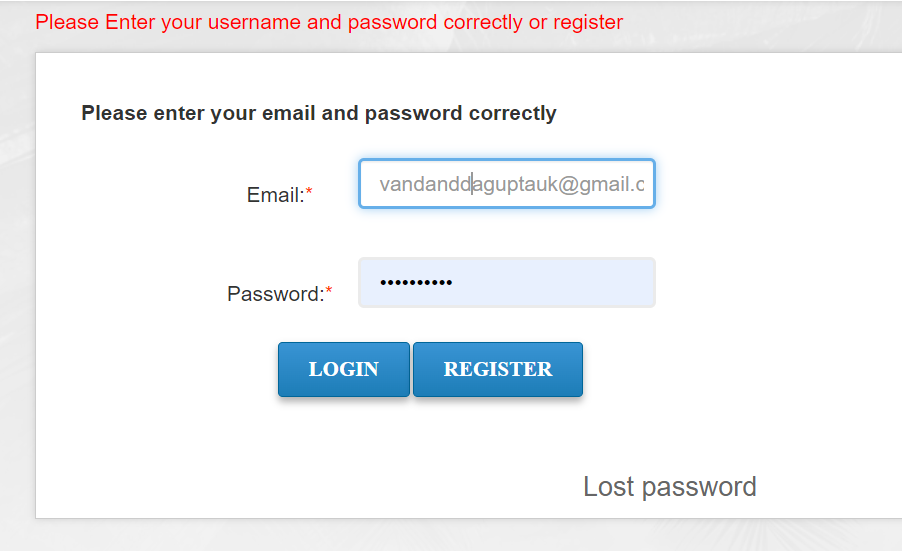 Please Enter your username and password correctly or register
Please enter your email and password correctly
Email:*
vandanddaguptauk@gmail.c
Password:*
••••••••••
LOGIN
REGISTER
Lost password